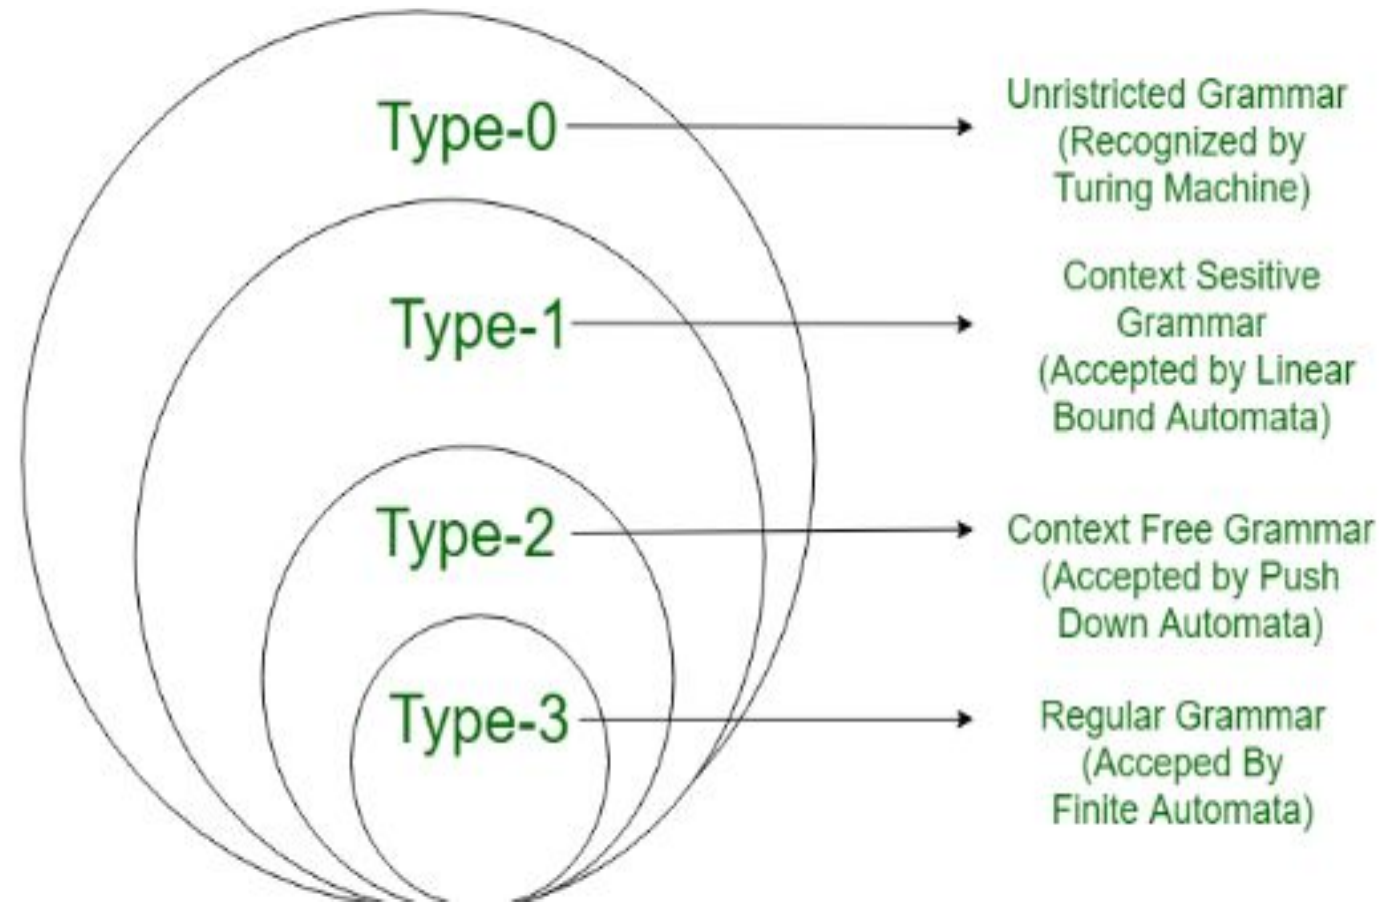 Type-0
Unristricted Grammar
(Recognized by
Turing Machine)
Type-1
Context Sesitive
Grammar
(Accepted by Linear
Bound Automata)
Type-2
Context Free Grammar
(Accepted by Push
Down Automata)
Type-3
Regular Grammar
(Acceped By
Finite Automata)